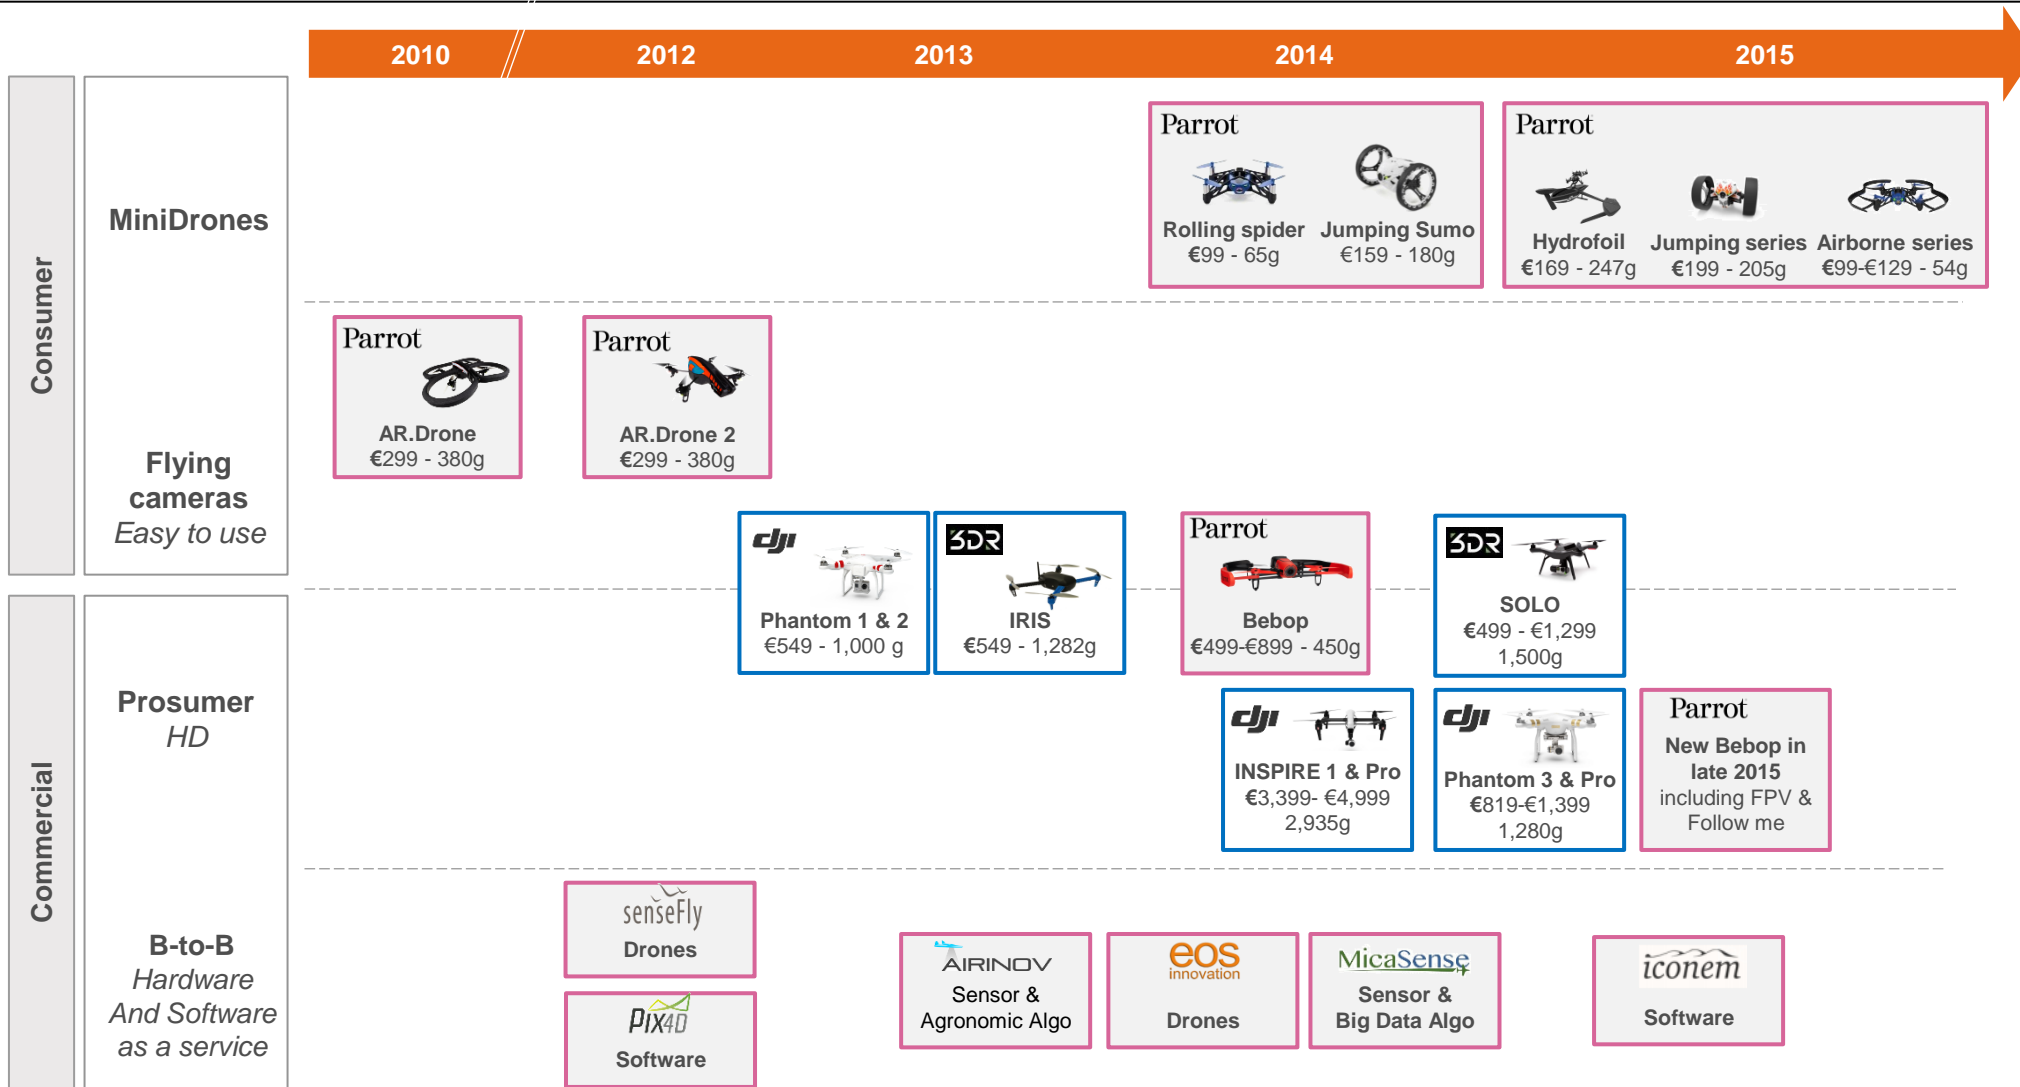 2010
2012
2013
2014
2015
Consumer
MiniDrones
Parrot
Rolling spider
€99 - 65g
Jumping Sumo
€159 - 180g
Parrot
Hydrofoil
€169 - 247g
Jumping series
€199 - 205g
Airborne series
€99-€129 - 54g
Flying
cameras
Easy to use
Parrot
AR.Drone
€299 - 380g
Parrot
AR.Drone 2
€299 - 380g
dji
Phantom 1 & 2
€549 - 1,000 g
3DR
IRIS
€549 - 1,282g
Parrot
Bebop
€499-€899 - 450g
3DR
SOLO
€499 - €1,299
1,500g
Commercial
Prosumer
HD
dji
INSPIRE 1 & Pro
€3,399- €4,999
2,935g
dji
Phantom 3 & Pro
€819-€1,399
1,280g
Parrot
New Bebop in
late 2015
including FPV &
Follow me
B-to-B
Hardware
And Software
as a service
senseFly
Drones
PIX4D
Software
AIRINOV
Sensor &
Agronomic Algo
eos
innovation
Drones
MicaSense
Sensor &
Big Data Algo
iconem
Software